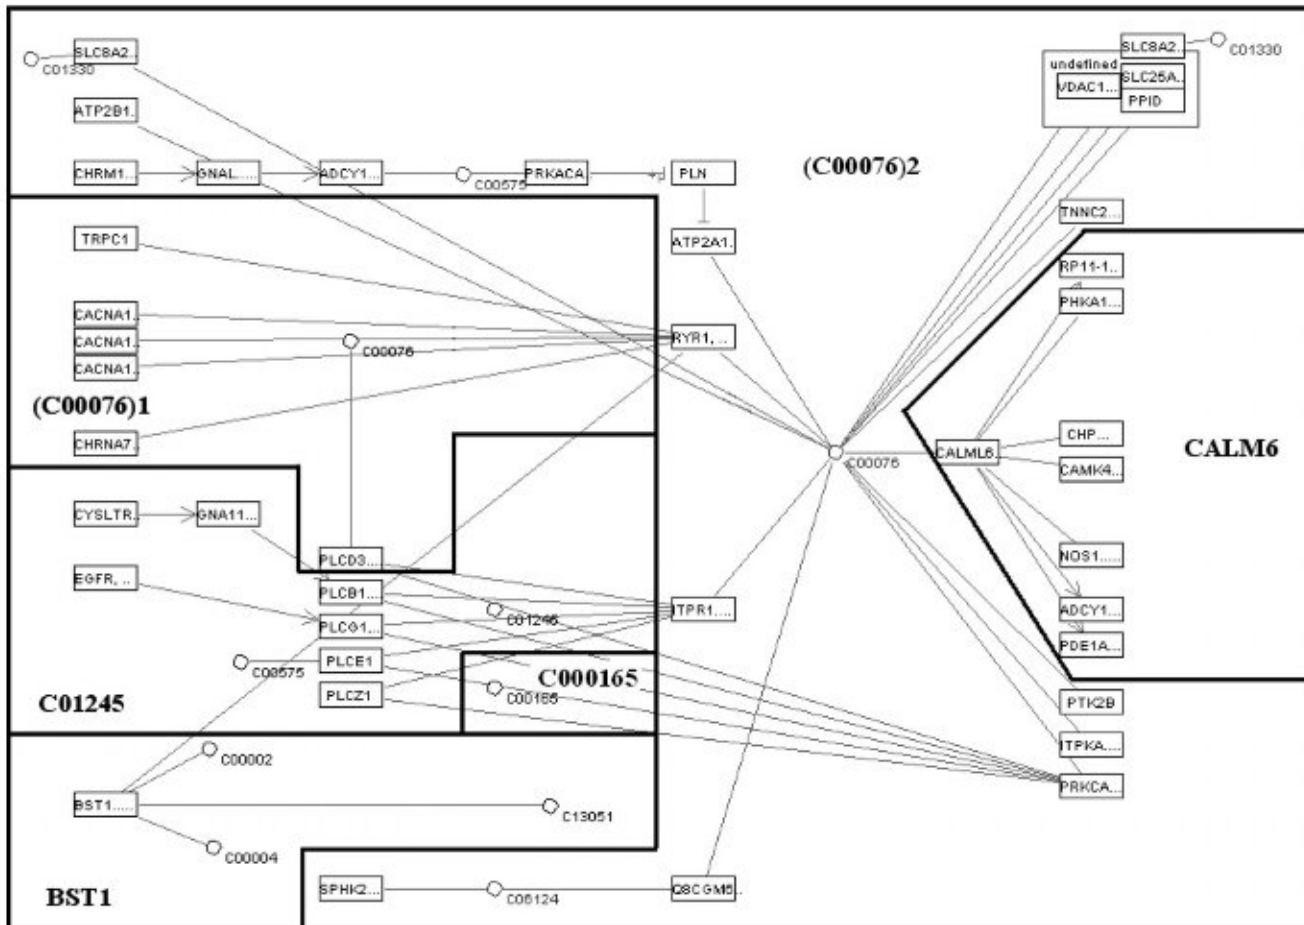 SLC8A2..
C01330
SLC8A2..
C01330
undefined
VDAC1...
SLC25A..
PPID
ATP2B1.
CHRM1...
GNAL....
ADCY1...
C00575
PRKACA.
+p
PLN
(C00076)2
TNNC2...
TRPC1
ATP2A1.
RP11-1..
PHKA1...
CACNA1.
CACNA1.
CACNA1.
C00076
RYR1, ..
(C00076)1
CHRNA7.
CHP...
CAMK4...
C00076
CALML6.
CALM6
CYSLTR..
GNA11...
PLCD3...
NOS1.....
EGFR, ..
PLCB1...
PLCG1...
C01245
ITPR1....
ADCY1...
PDE1A...
PLCE1
C00575
C000165
PLCZ1
C00165
C01245
PTK2B
ITPKA....
C00002
PRKCA...
BST1.....
C13051
C00004
BST1
SPHK2...
C06124
Q8CGM5..